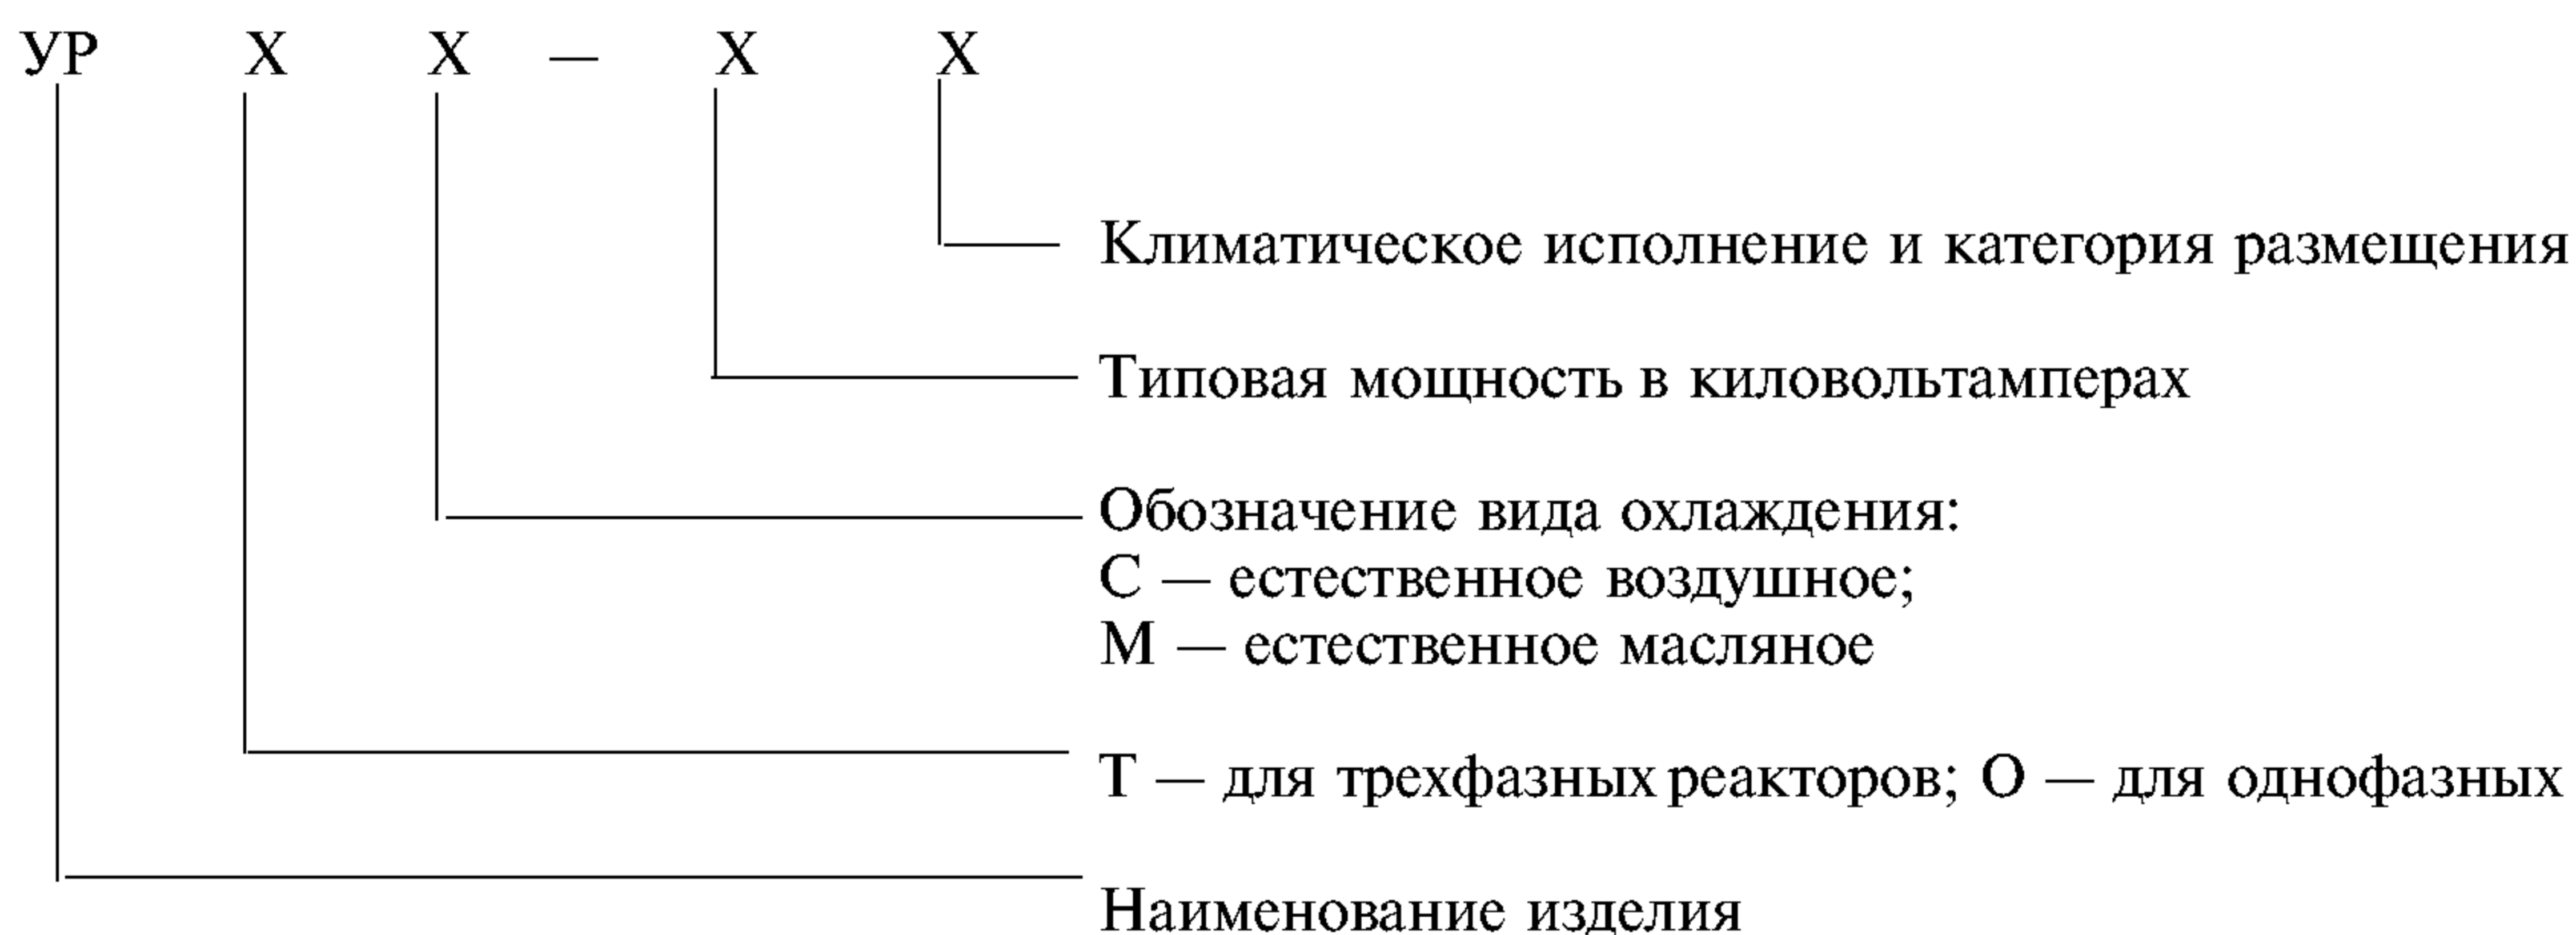 УР Х Х — Х Х
Климатическое исполнение и категория размещения
Типовая мощность в киловольтамперах
Обозначение вида охлаждения:
С — естественное воздушное;
М — естественное масляное
Т — для трехфазных реакторов; О — для однофазных
Наименование изделия